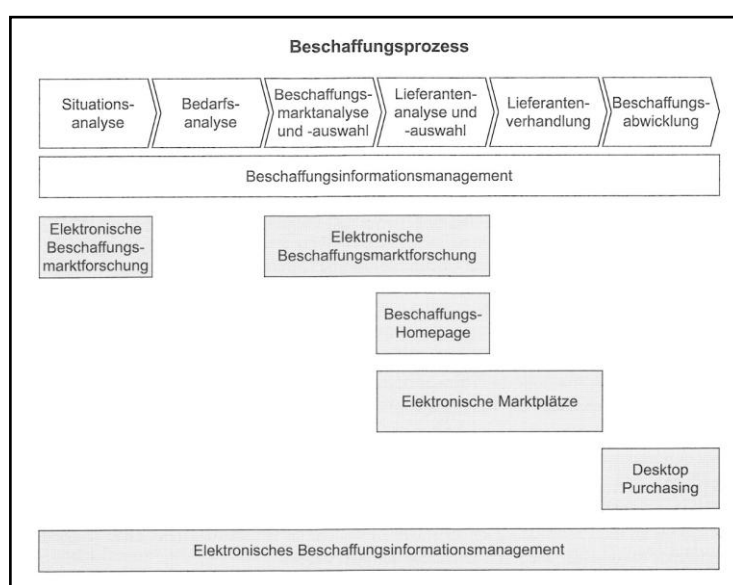 Beschaffungsprozess
Situations-
analyse
Bedarfs-
analyse
Beschaffungs-
marktanalyse
und -auswahl
Lieferanten-
analyse und
-auswahl
Lieferanten-
verhandlung
Beschaffungs-
abwicklung
Beschaffungsinformationsmanagement
Elektronische
Beschaffungs-
marktforschung
Elektronische
Beschaffungsmarktforschung
Beschaffungs-
Homepage
Elektronische Marktplätze
Desktop
Purchasing
Elektronisches Beschaffungsinformationsmanagement